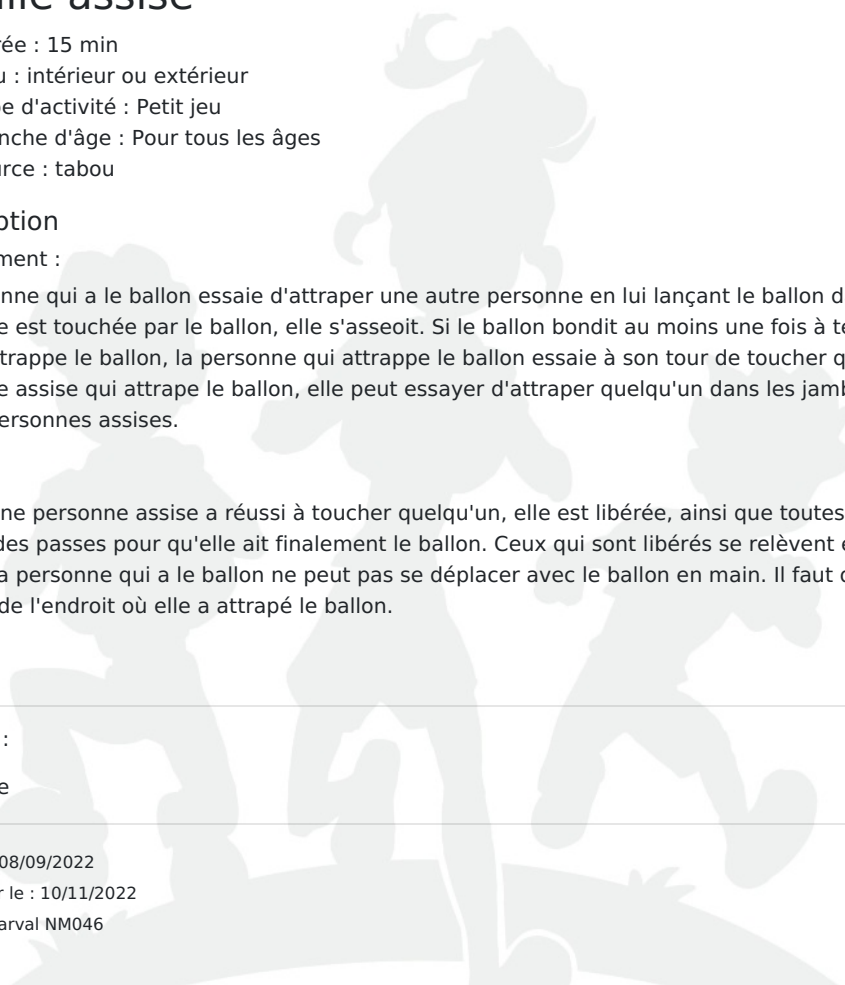 lle assise
rée : 15 min
u : intérieur ou extérieur
e d'activité : Petit jeu
nche d'âge : Pour tous les âges
urce : tabou
ption
ment :
nne qui a le ballon essaie d'attraper une autre personne en lui lançant le ballon d
e est touchée par le ballon, elle s'asseoit. Si le ballon bondit au moins une fois à te
trappe le ballon, la personne qui attrappe le ballon essaie à son tour de toucher q
e assise qui attrape le ballon, elle peut essayer d'attraper quelqu'un dans les jamb
ersonnes assises.
ne personne assise a réussi à toucher quelqu'un, elle est libérée, ainsi que toutes
des passes pour qu'elle ait finalement le ballon. Ceux qui sont libérés se relèvent e
a personne qui a le ballon ne peut pas se déplacer avec le ballon en main. Il faut d
de l'endroit où elle a attrapé le ballon.
:
e
08/09/2022
r le : 10/11/2022
arval NM046